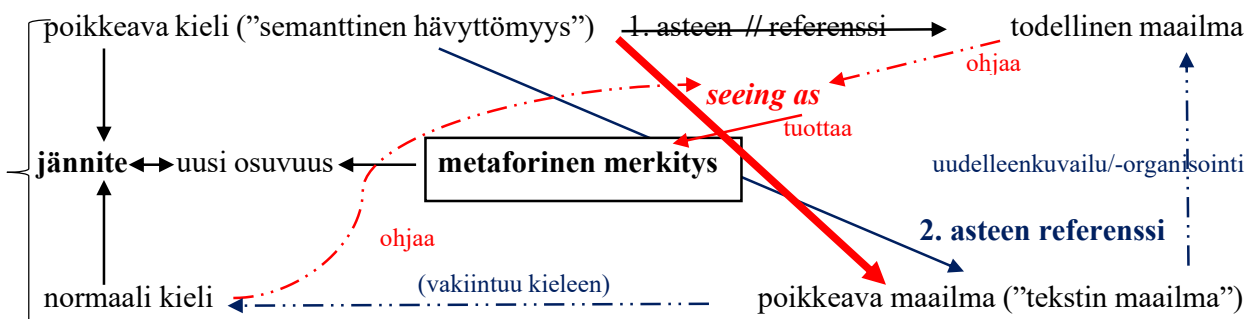 poikkeava kieli (”semanttinen hävyttömyys”) 1. asteen // referenssi todellinen maailma
ohjaa
seeing as
tuottaa
jännite uusi osuvuus metaforinen merkitys uudelleenkuvailu/-organisointi
ohjaa 2. asteen referenssi
(vakiintuu kieleen)
normaali kieli poikkeava maailma (”tekstin maailma”)